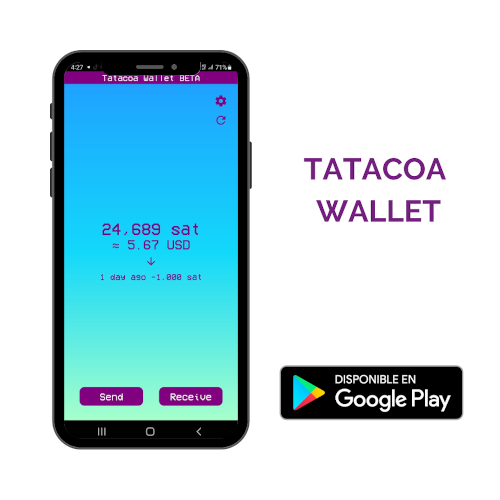 4:27
71%
Tatacoa Wallet BETA
24,689 sat
≈ 5.67 USD
↓
1 day ago -1.000 sat
Send
Receive
TATACOA
WALLET
DISPONIBLE EN
Google Play